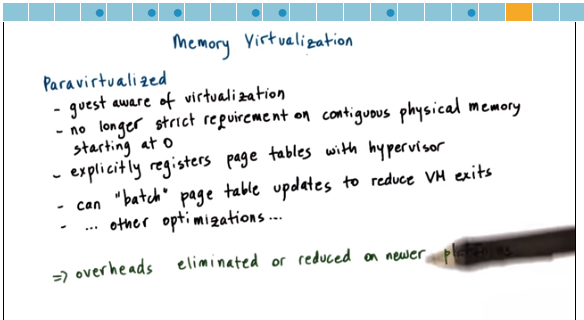 Memory Virtualization
Paravirtualized
- guest aware of virtualization
- no longer strict requirement on contiguous physical memory
starting at 0
- explicitly registers page tables with hypervisor
- can "batch" page table updates to reduce VM exits
- ... other optimizations ...
=> overheads eliminated or reduced on newer